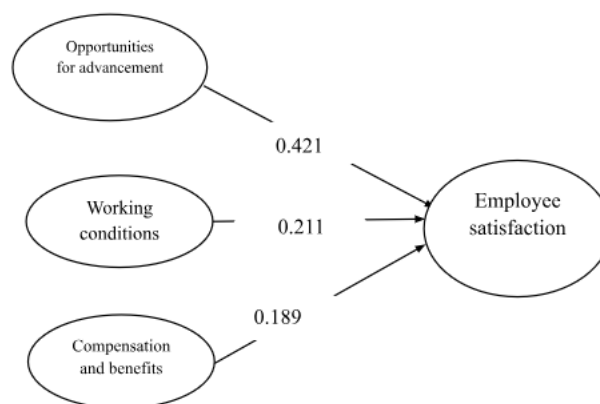 Opportunities
for advancement
0.421
Working
conditions
0.211
Employee
satisfaction
0.189
Compensation
and benefits